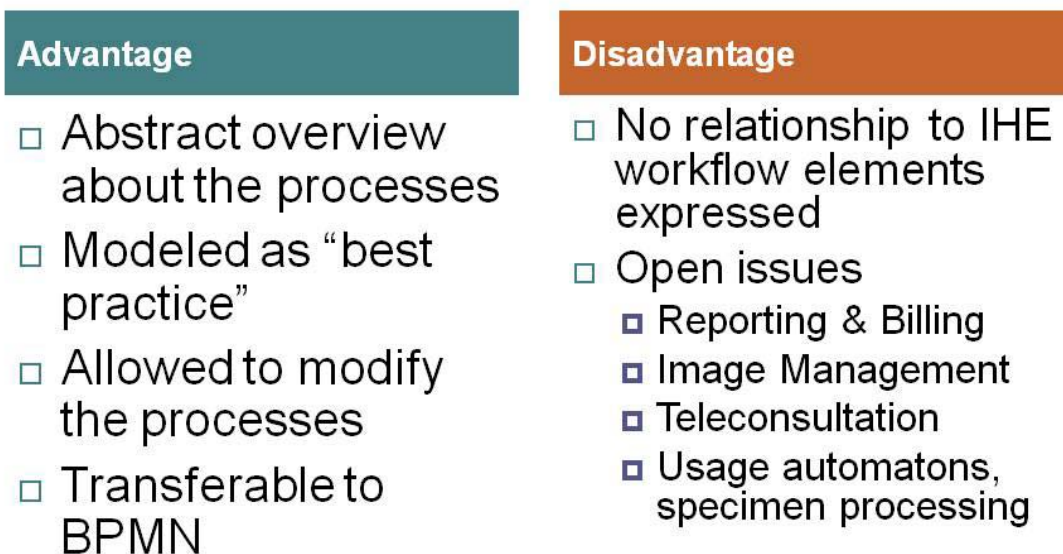 Advantage
Abstract overview
about the processes
Modeled as “best
practice”
Allowed to modify
the processes
Transferable to
BPMN
Disadvantage
No relationship to IHE
workflow elements
expressed
Open issues
Reporting & Billing
Image Management
Teleconsultation
Usage automatons,
specimen processing